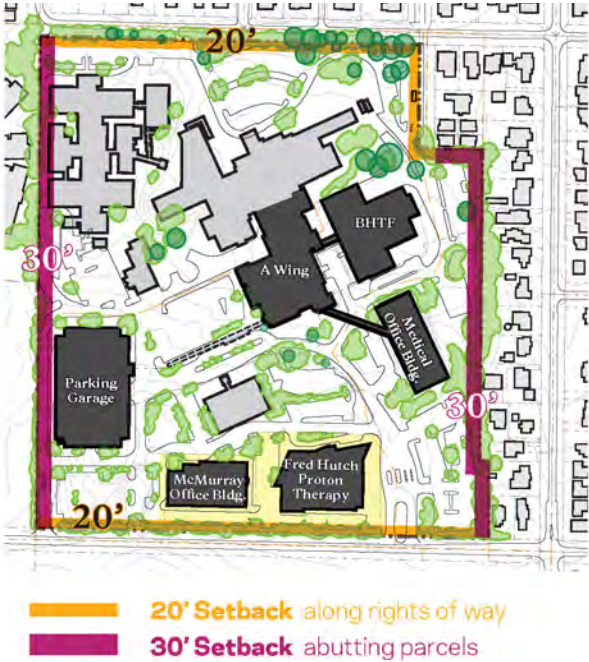 20'
BHTF
30'
A Wing
Medical
Office Bldg.
Parking
Garage
30'
McMurray
Office Bldg.
Fred Hutch
Proton
Therapy
20'
20' Setback along rights of way
30' Setback abutting parcels